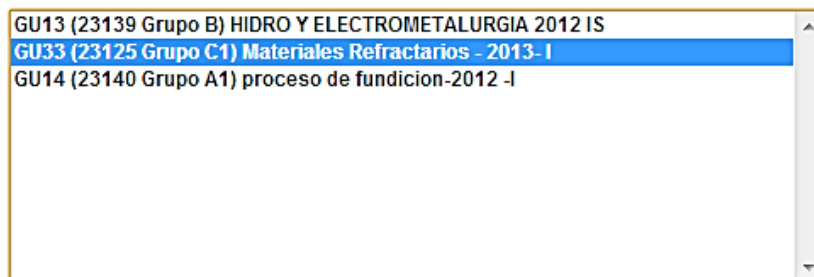 GU13 (23139 Grupo B) HIDRO Y ELECTROMETALURGIA 2012 IS
GU33 (23125 Grupo C1) Materiales Refractarios - 2013- I
GU14 (23140 Grupo A1) proceso de fundicion-2012 -I